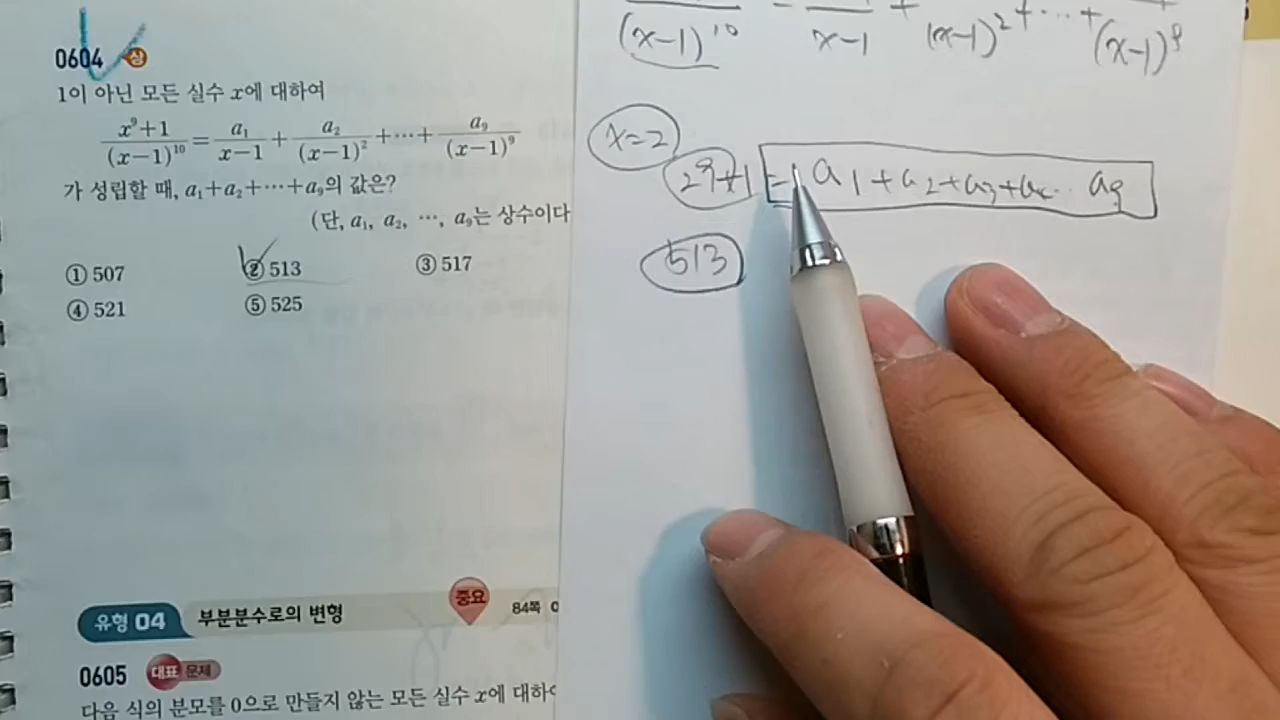 0604 상
1이 아닌 모든 실수 x에 대하여
x⁹+1/(x-1)¹⁰ = a₁/x-1 + a₂/(x-1)² + ⋯ + a₉/(x-1)⁹
가 성립할 때, a₁+a₂+⋯+a₉의 값은?
(단, a₁, a₂, ⋯, a₉는 상수이다
① 507
② 513
③ 517
④ 521
⑤ 525
유형 04 부분분수로의 변형 중요 84쪽
0605 대표 문제
다음 식의 분모를 0으로 만들지 않는 모든 실수 x에 대하
(x-1)¹⁰ = x-1 + (x-1)² + ⋯ + (x-1)⁹
x=2
2⁹+1 = a₁+a₂+a₃+a₄⋯a₉
513